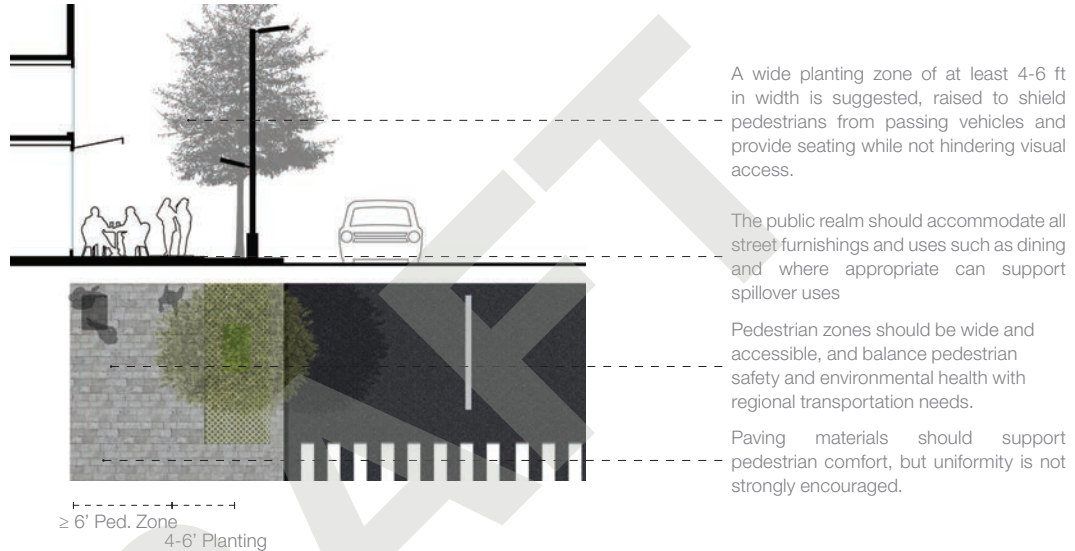 A wide planting zone of at least 4-6 ft
in width is suggested, raised to shield
pedestrians from passing vehicles and
provide seating while not hindering visual
access.
The public realm should accommodate all
street furnishings and uses such as dining
and where appropriate can support
spillover uses
Pedestrian zones should be wide and
accessible, and balance pedestrian
safety and environmental health with
regional transportation needs.
Paving materials should support
pedestrian comfort, but uniformity is not
strongly encouraged.
≥ 6’ Ped. Zone
4-6’ Planting